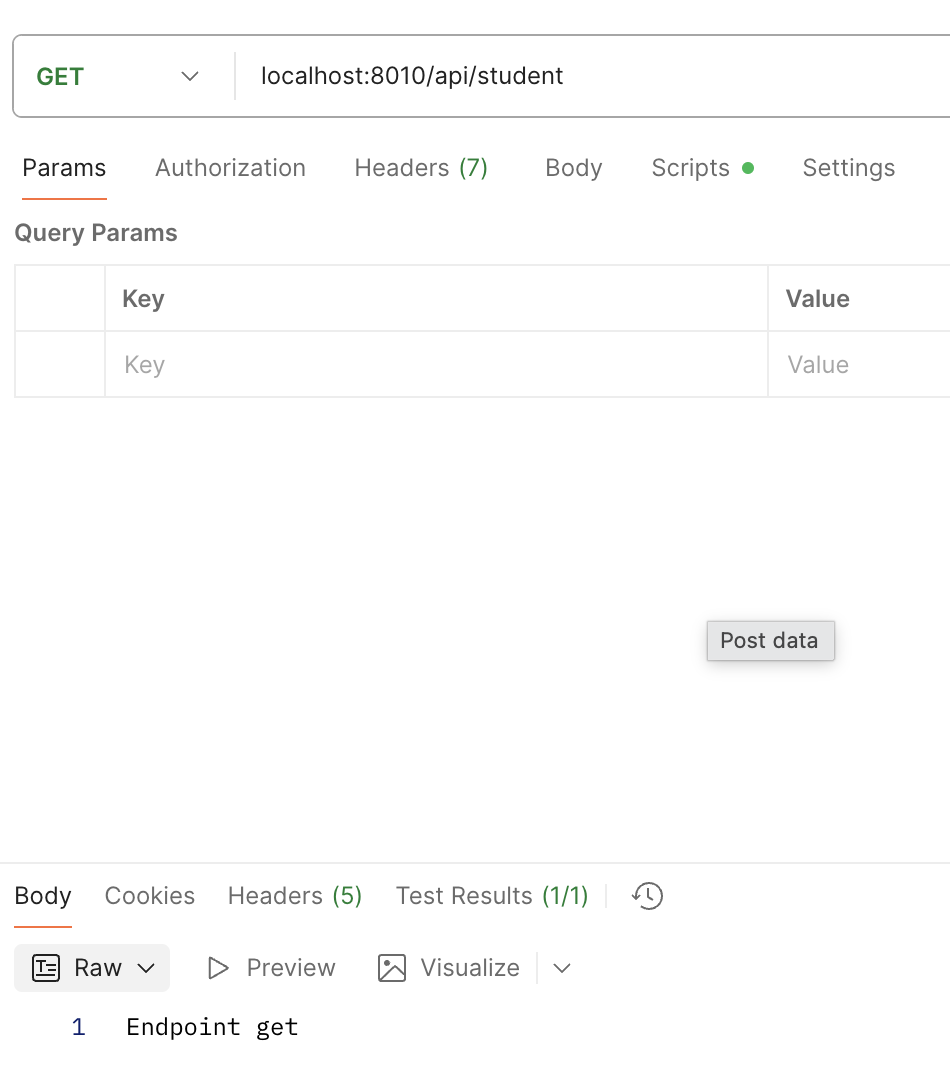 GET localhost:8010/api/student
Params Authorization Headers (7) Body Scripts Settings
Query Params
Key Value
Key Value
Post data
Body Cookies Headers (5) Test Results (1/1)
Raw Preview Visualize
1 Endpoint get